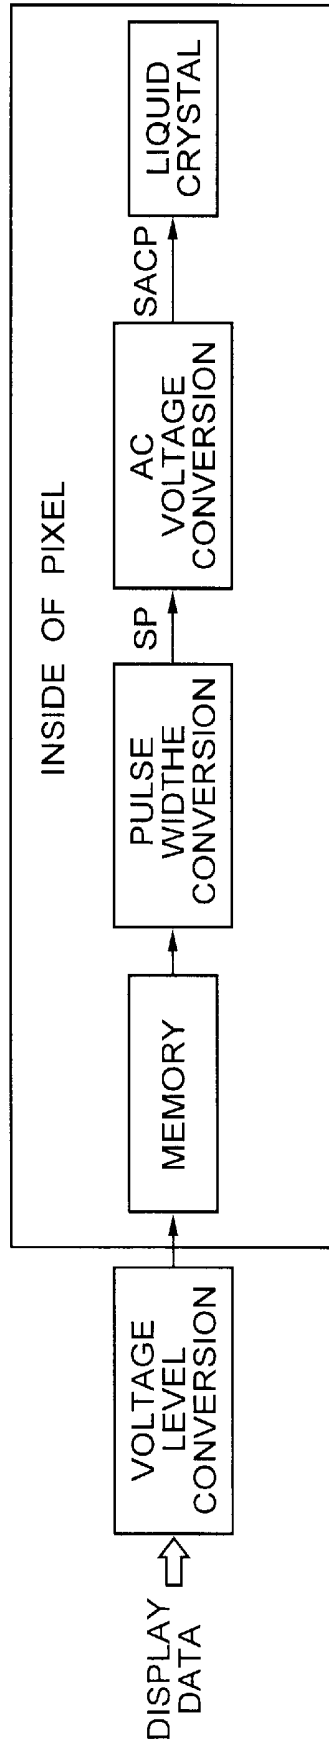 INSIDE OF PIXEL
DISPLAY
DATA
VOLTAGE
LEVEL
CONVERSION
MEMORY
PULSE
WIDTHE
CONVERSION
SP
AC
VOLTAGE
CONVERSION
SACP
LIQUID
CRYSTAL